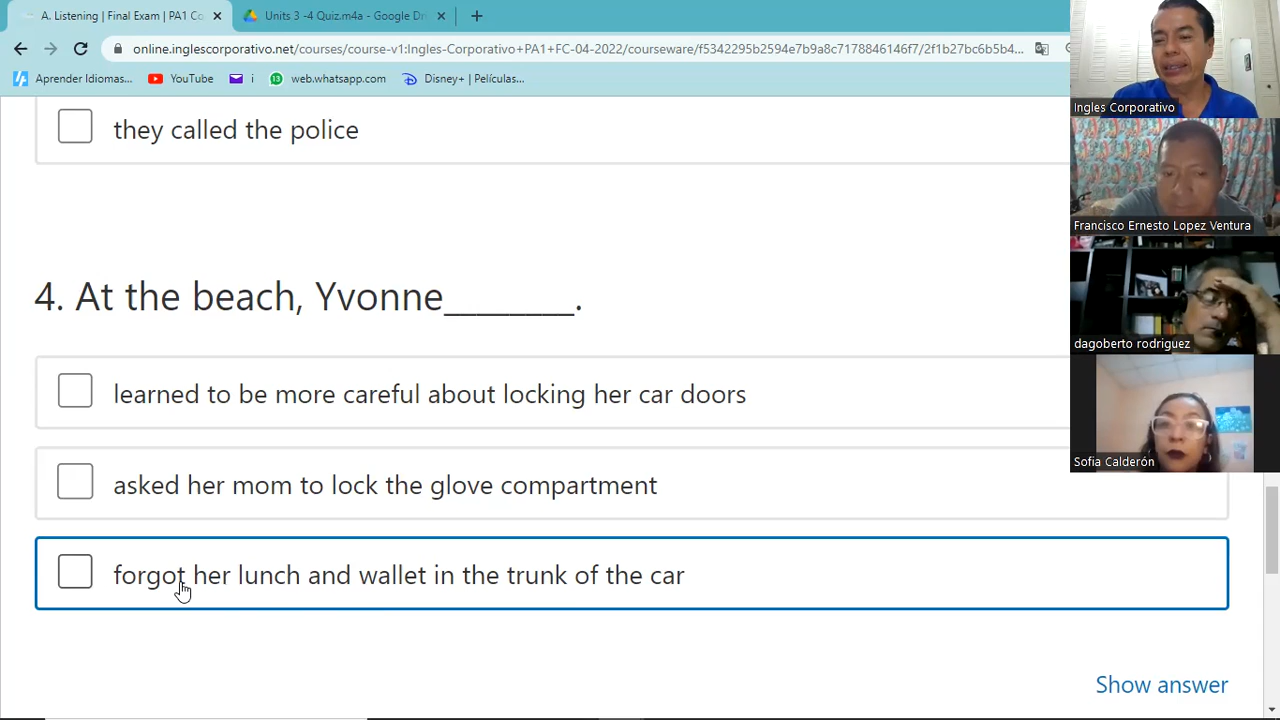 A. Listening | Final Exam | PA1 Co
Units 3 -4 Quiz.m4a - Google Dri
online.inglescorporativo.net/courses/course-v1:Ingles-Corporativo+PA1+FC-04-2022/courseware/f5342295b2594e7b9a8c7178846146f7/2f1b27bc6b5b4...
Aprender Idiomas...
YouTube
i
web.whatsapp.com
Disney+ | Películas,...
they called the police
4. At the beach, Yvonne_________.
learned to be more careful about locking her car doors
asked her mom to lock the glove compartment
forgot her lunch and wallet in the trunk of the car
Show answer
Ingles Corporativo
Francisco Ernesto Lopez Ventura
dagoberto rodriguez
Sofia Calderón